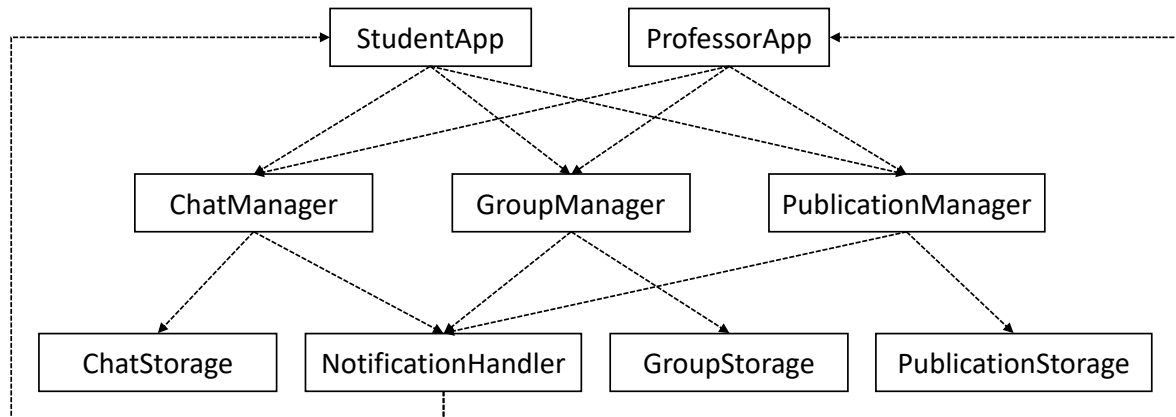 StudentApp
ProfessorApp
ChatManager
GroupManager
PublicationManager
ChatStorage
NotificationHandler
GroupStorage
PublicationStorage